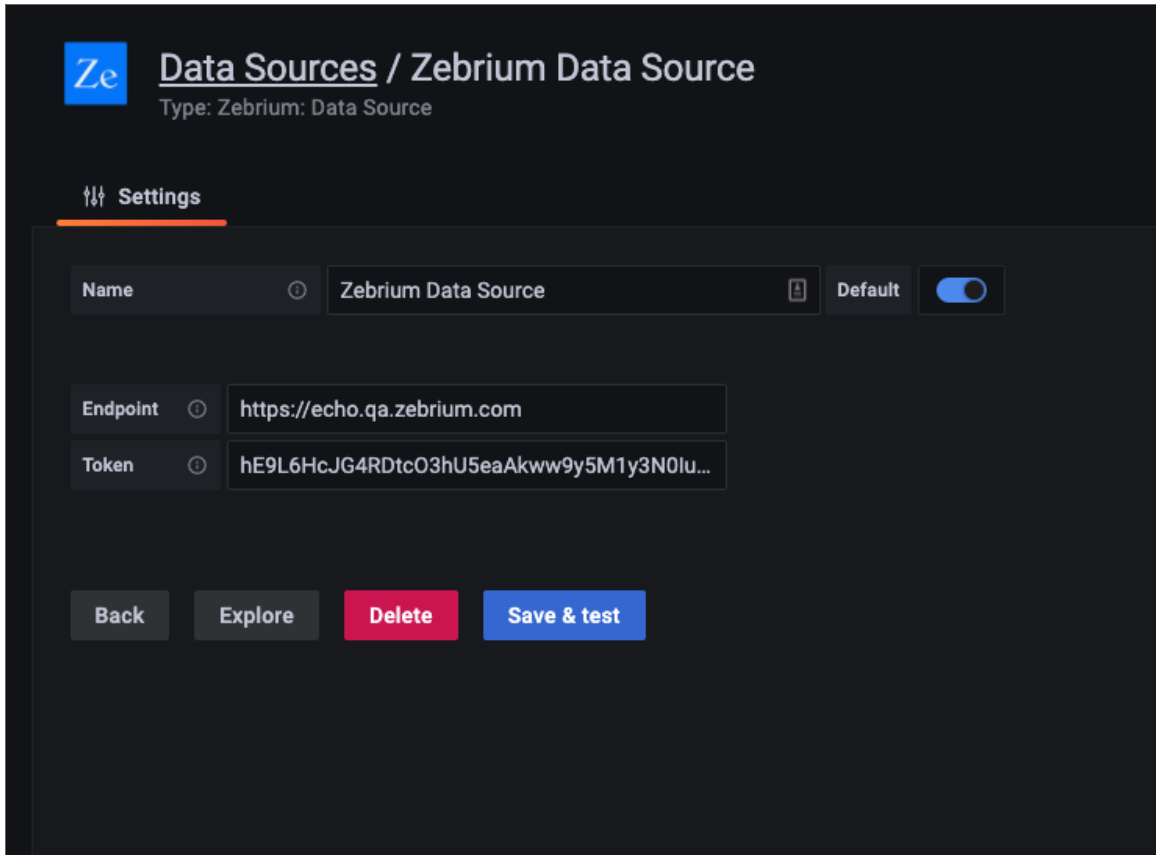 Ze
Data Sources / Zebrium Data Source
Type: Zebrium: Data Source
Settings
Name Zebrium Data Source Default
Endpoint https://echo.qa.zebrium.com
Token hE9L6HcJG4RDtcO3hU5eaAkww9y5M1y3N0Iu...
Back Explore Delete Save & test